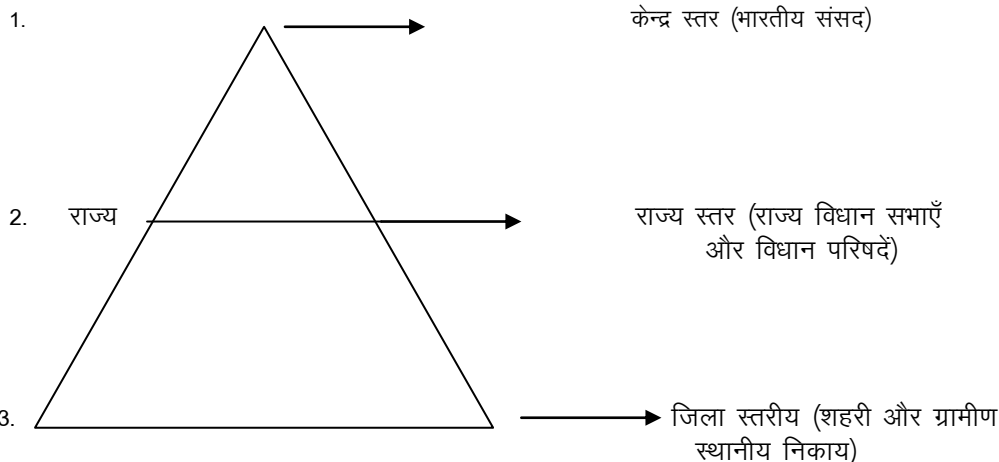 1. केन्द्र स्तर (भारतीय संसद)
2. राज्य राज्य स्तर (राज्य विधान सभाएँ
और विधान परिषदें)
3. जिला स्तरीय (शहरी और ग्रामीण
स्थानीय निकाय)